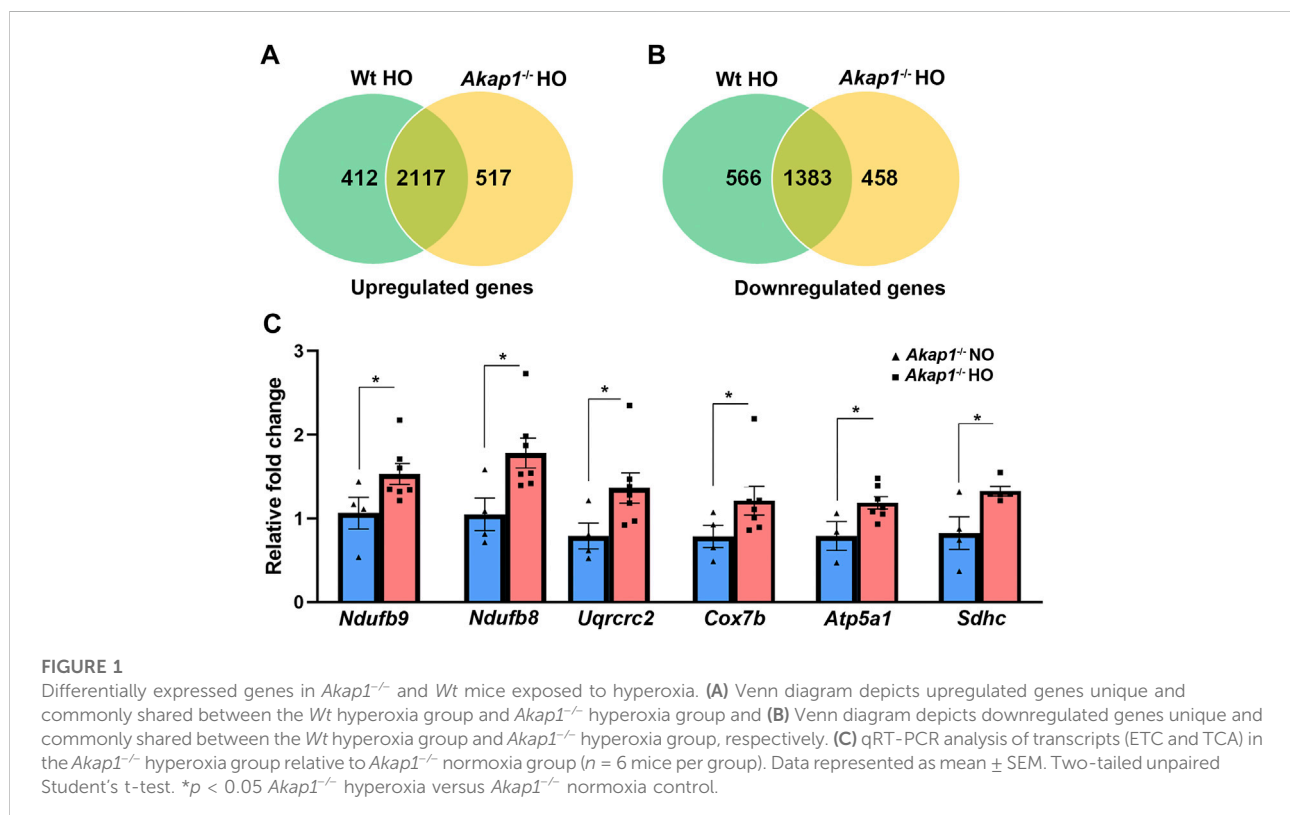 A
B
Wt HO
Akap1-/- HO
Wt HO
Akap1-/- HO
412 2117 517
566 1383 458
Upregulated genes
Downregulated genes
C
3
2
1
0
Relative fold change
* * * * * *
▲ Akap1-/- NO
■ Akap1-/- HO
Ndufb9 Ndufb8 Uqrcrc2 Cox7b Atp5a1 Sdhc
FIGURE 1
Differentially expressed genes in Akap1−/− and Wt mice exposed to hyperoxia. (A) Venn diagram depicts upregulated genes unique and
commonly shared between the Wt hyperoxia group and Akap1−/− hyperoxia group and (B) Venn diagram depicts downregulated genes unique and
commonly shared between the Wt hyperoxia group and Akap1−/− hyperoxia group, respectively. (C) qRT-PCR analysis of transcripts (ETC and TCA) in
the Akap1−/− hyperoxia group relative to Akap1−/− normoxia group (n = 6 mice per group). Data represented as mean ± SEM. Two-tailed unpaired
Student's t-test. *p < 0.05 Akap1−/− hyperoxia versus Akap1−/− normoxia control.